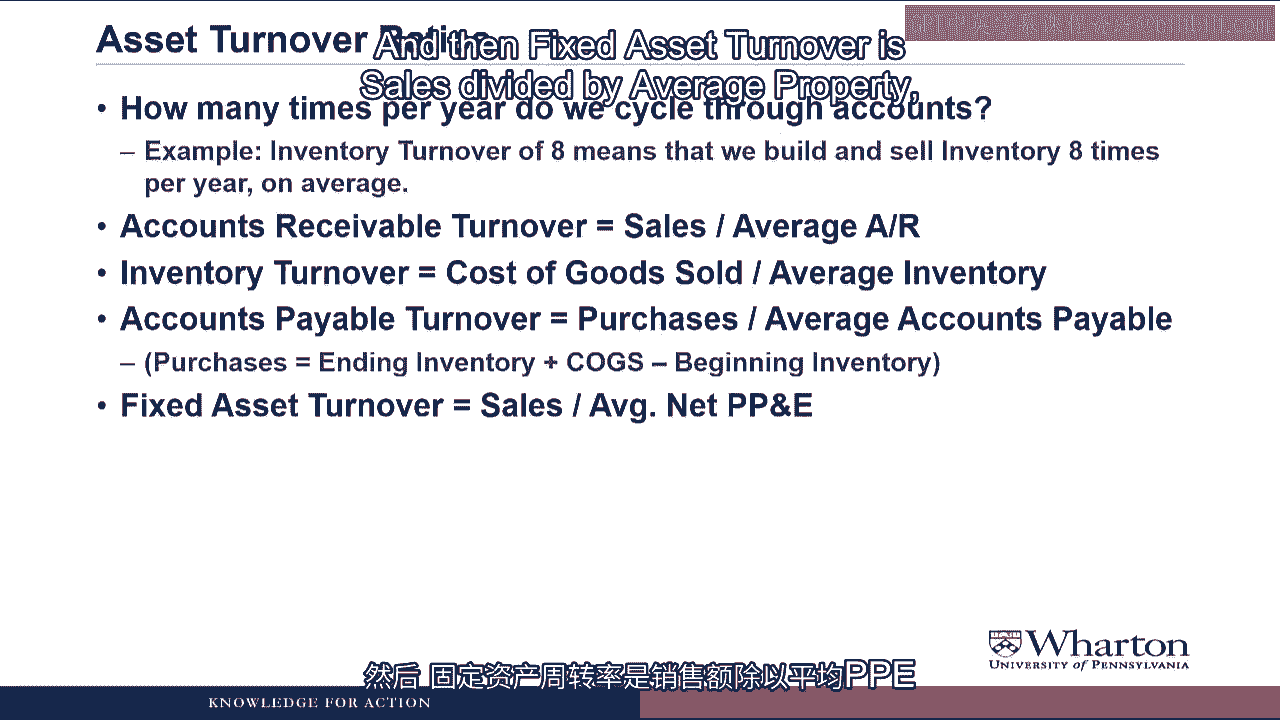 Asset Turnover Ratios
And then Fixed Asset Turnover is
Sales divided by Average Property,
• How many times per year do we cycle through accounts?
– Example: Inventory Turnover of 8 means that we build and sell Inventory 8 times
per year, on average.
• Accounts Receivable Turnover = Sales / Average A/R
• Inventory Turnover = Cost of Goods Sold / Average Inventory
• Accounts Payable Turnover = Purchases / Average Accounts Payable
– (Purchases = Ending Inventory + COGS – Beginning Inventory)
• Fixed Asset Turnover = Sales / Avg. Net PP&E
Wharton
UNIVERSITY of PENNSYLVANIA
然后 固定资产周转率是销售额除以平均PPE
KNOWLEDGE FOR ACTION